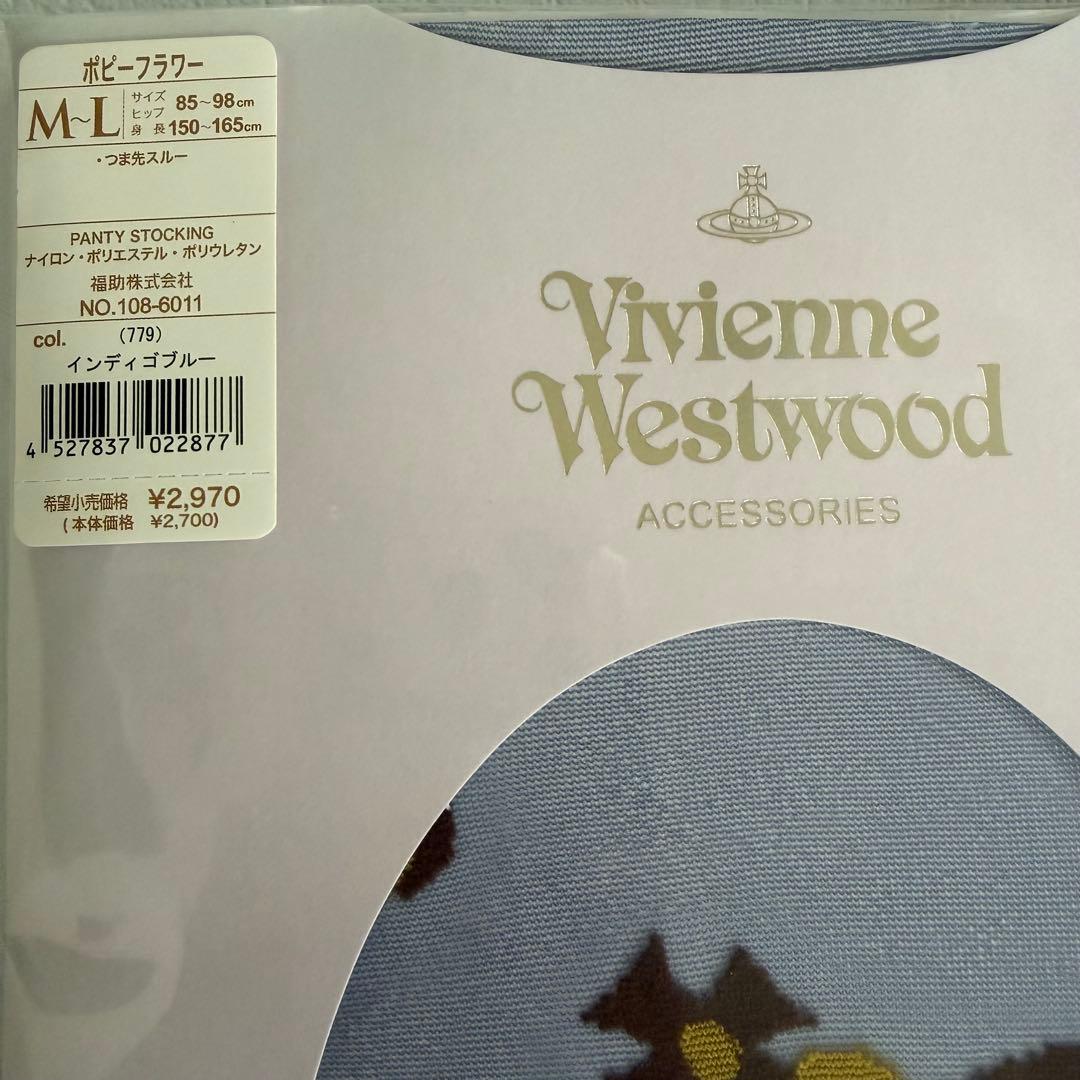 ポピーフラワー
M~L
サイズ
ヒップ 85~98cm
身長 150~165cm
・つま先スルー
PANTY STOCKING
ナイロン・ポリエステル・ポリウレタン
福助株式会社
NO.108-6011
col. (779)
インディゴブルー
4 527837 022877
希望小売価格 ¥2,970
(本体価格 ¥2,700)
Vivienne
Westwood
ACCESSORIES